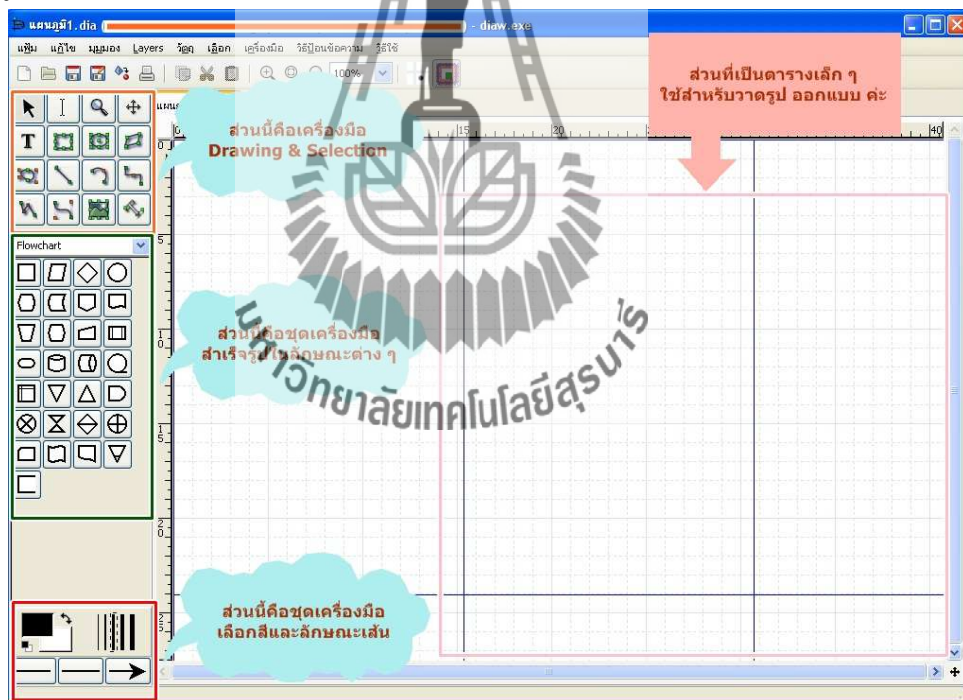 แผนภูมิ1.dia (
) - diaw.exe
แฟ้ม แก้ไข มุมมอง Layers วัตถุ เลือก เครื่องมือ วิธีป้อนข้อความ วิธีใช้
100%
ส่วนที่เป็นตารางเล็ก ๆ
ใช้สำหรับวาดรูป ออกแบบ ค่ะ
15 20 40
ส่วนนี้คือเครื่องมือ
Drawing & Selection
T
0
5
Flowchart
ส่วนนี้คือชุดเครื่องมือ
สำเร็จรูปในลักษณะต่าง ๆ
10
มหาวิทยาลัยเทคโนโลยีสุรนารี
15
20
ส่วนนี้คือชุดเครื่องมือ
เลือกสีและลักษณะเส้น
25